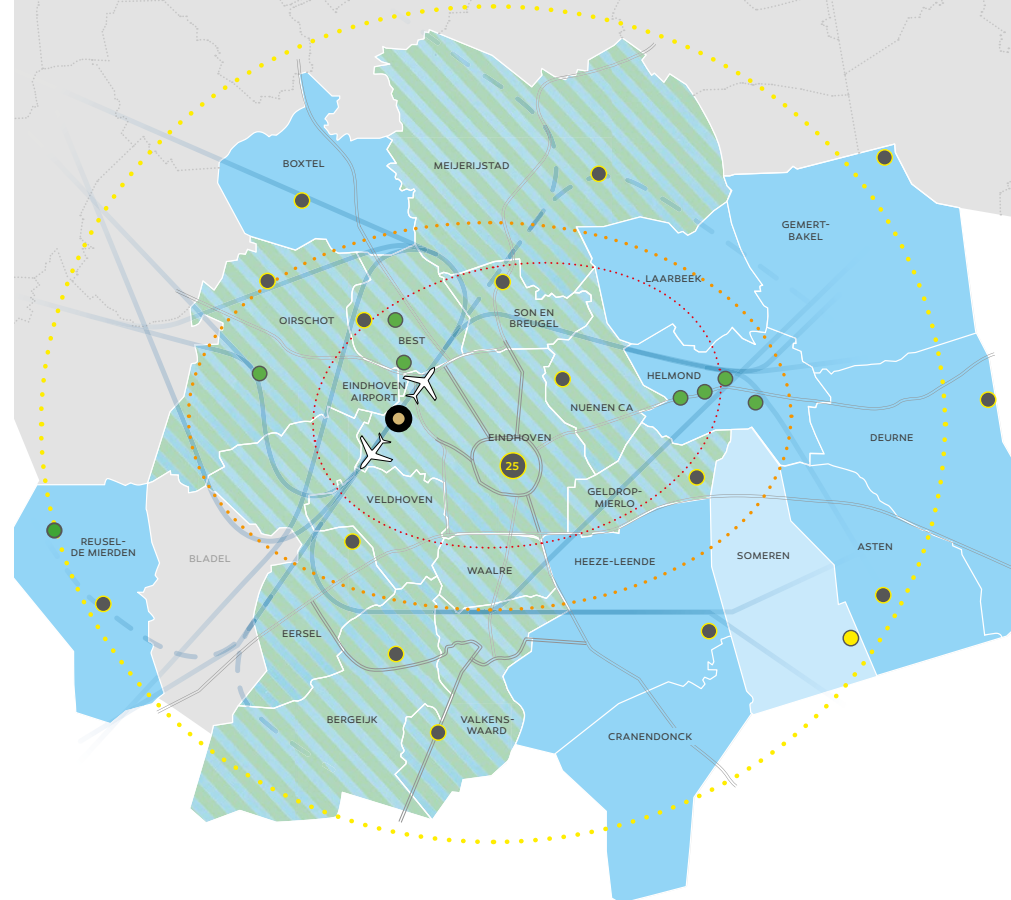 BOXTEL
MEIJERIJSTAD
GEMERT-
BAKEL
LAARBEEK
OIRSCHOT
SON EN
BREUGEL
BEST
HELMOND
EINDHOVEN
AIRPORT
NUENEN CA
EINDHOVEN
DEURNE
25
VELDHOVEN
GELDROP-
MIERLO
REUSEL-
DE MIERDEN
BLADEL
WAALRE
HEEZE-LEENDE
SOMEREN
ASTEN
EERSEL
BERGEIJK
VALKENS-
WAARD
CRANENDONCK